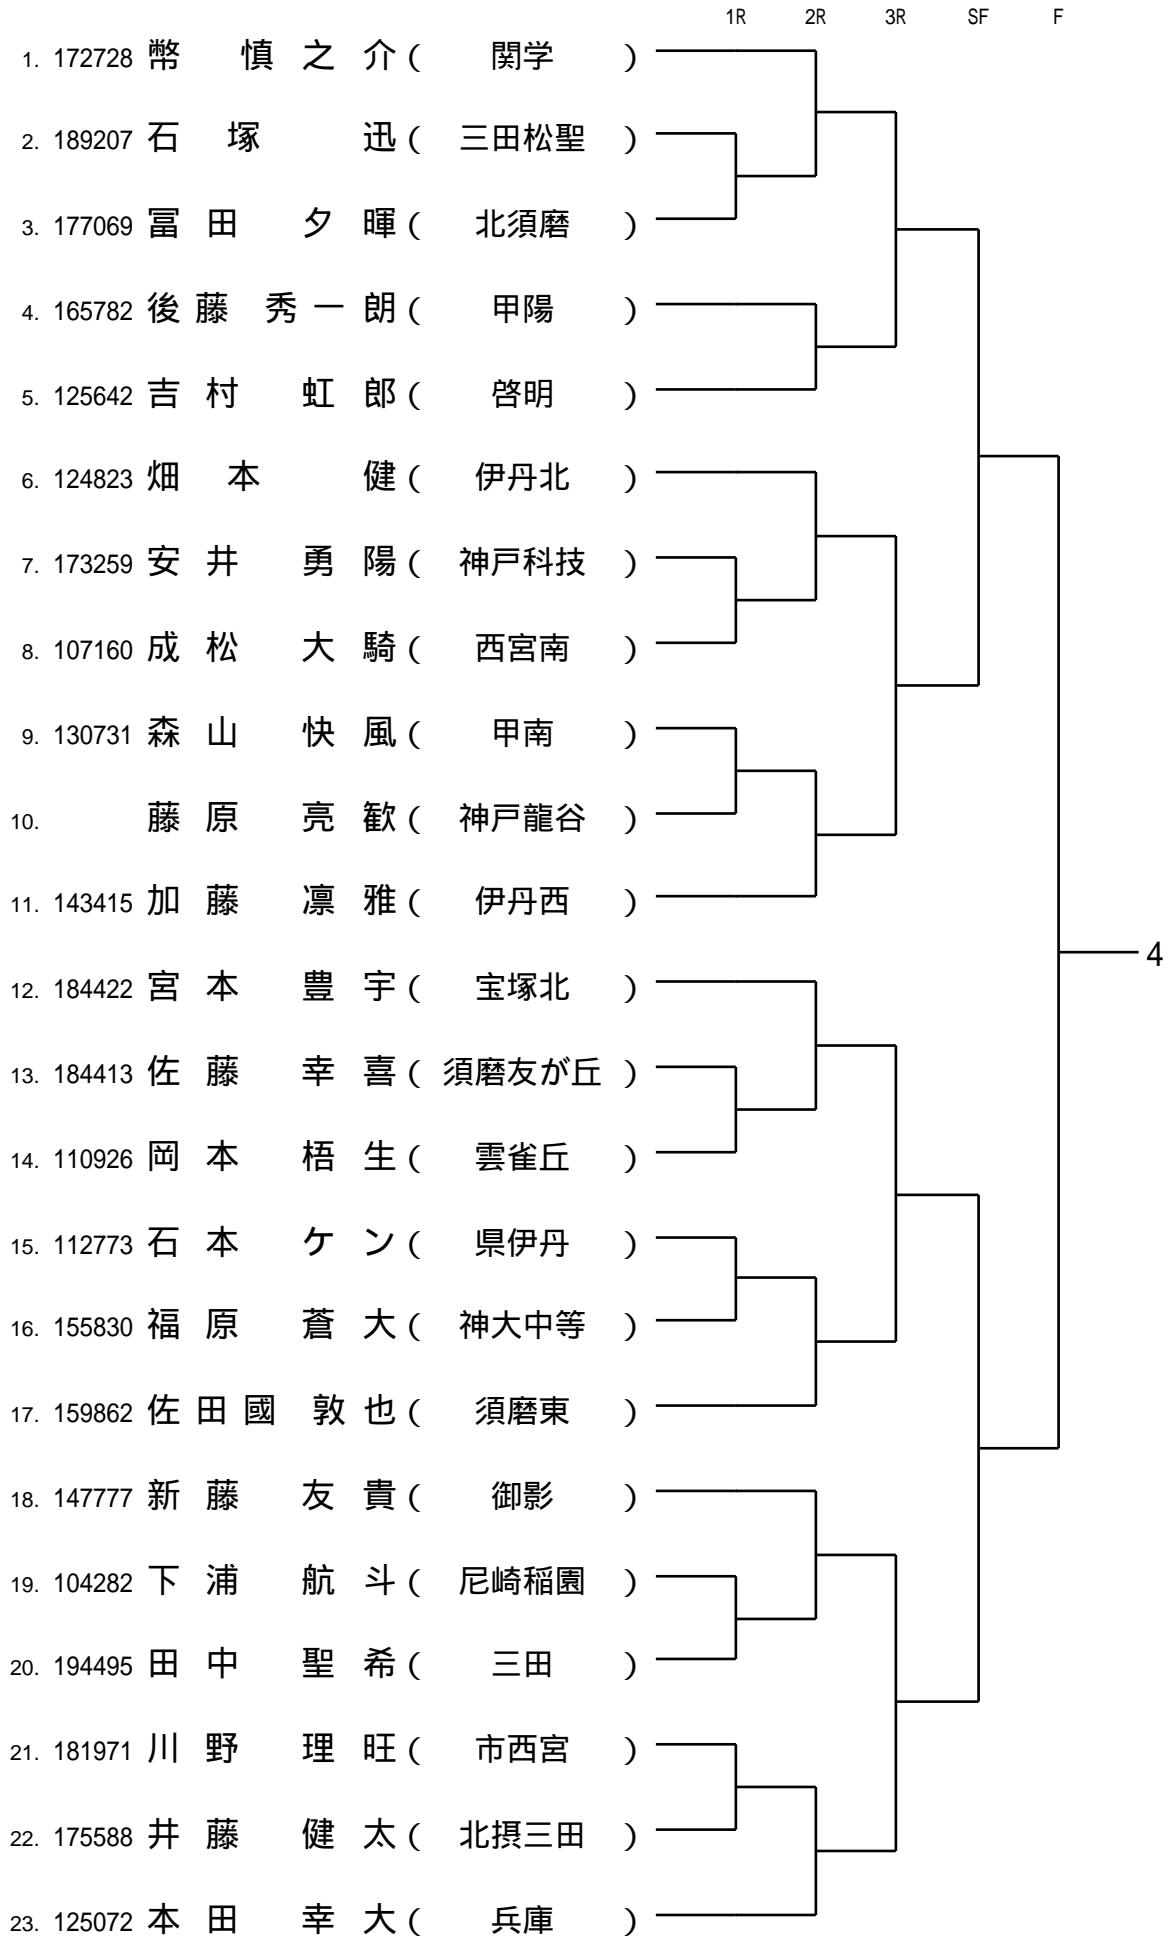 1R 2R 3R SF F
1. 172728 幣 慎之介 ( 関学 )
2. 189207 石塚 迅 ( 三田松聖 )
3. 177069 冨田 夕暉 ( 北須磨 )
4. 165782 後藤 秀一朗 ( 甲陽 )
5. 125642 吉村 虹郎 ( 啓明 )
6. 124823 畑本 健 ( 伊丹北 )
7. 173259 安井 勇陽 ( 神戸科技 )
8. 107160 成松 大騎 ( 西宮南 )
9. 130731 森山 快風 ( 甲南 )
10. 藤原 亮歓 ( 神戸龍谷 )
11. 143415 加藤 凛雅 ( 伊丹西 )
4
12. 184422 宮本 豊宇 ( 宝塚北 )
13. 184413 佐藤 幸喜 ( 須磨友が丘 )
14. 110926 岡本 梧生 ( 雲雀丘 )
15. 112773 石本 ケン ( 県伊丹 )
16. 155830 福原 蒼大 ( 神大中等 )
17. 159862 佐田國 敦也 ( 須磨東 )
18. 147777 新藤 友貴 ( 御影 )
19. 104282 下浦 航斗 ( 尼崎稲園 )
20. 194495 田中 聖希 ( 三田 )
21. 181971 川野 理旺 ( 市西宮 )
22. 175588 井藤 健太 ( 北摂三田 )
23. 125072 本田 幸大 ( 兵庫 )